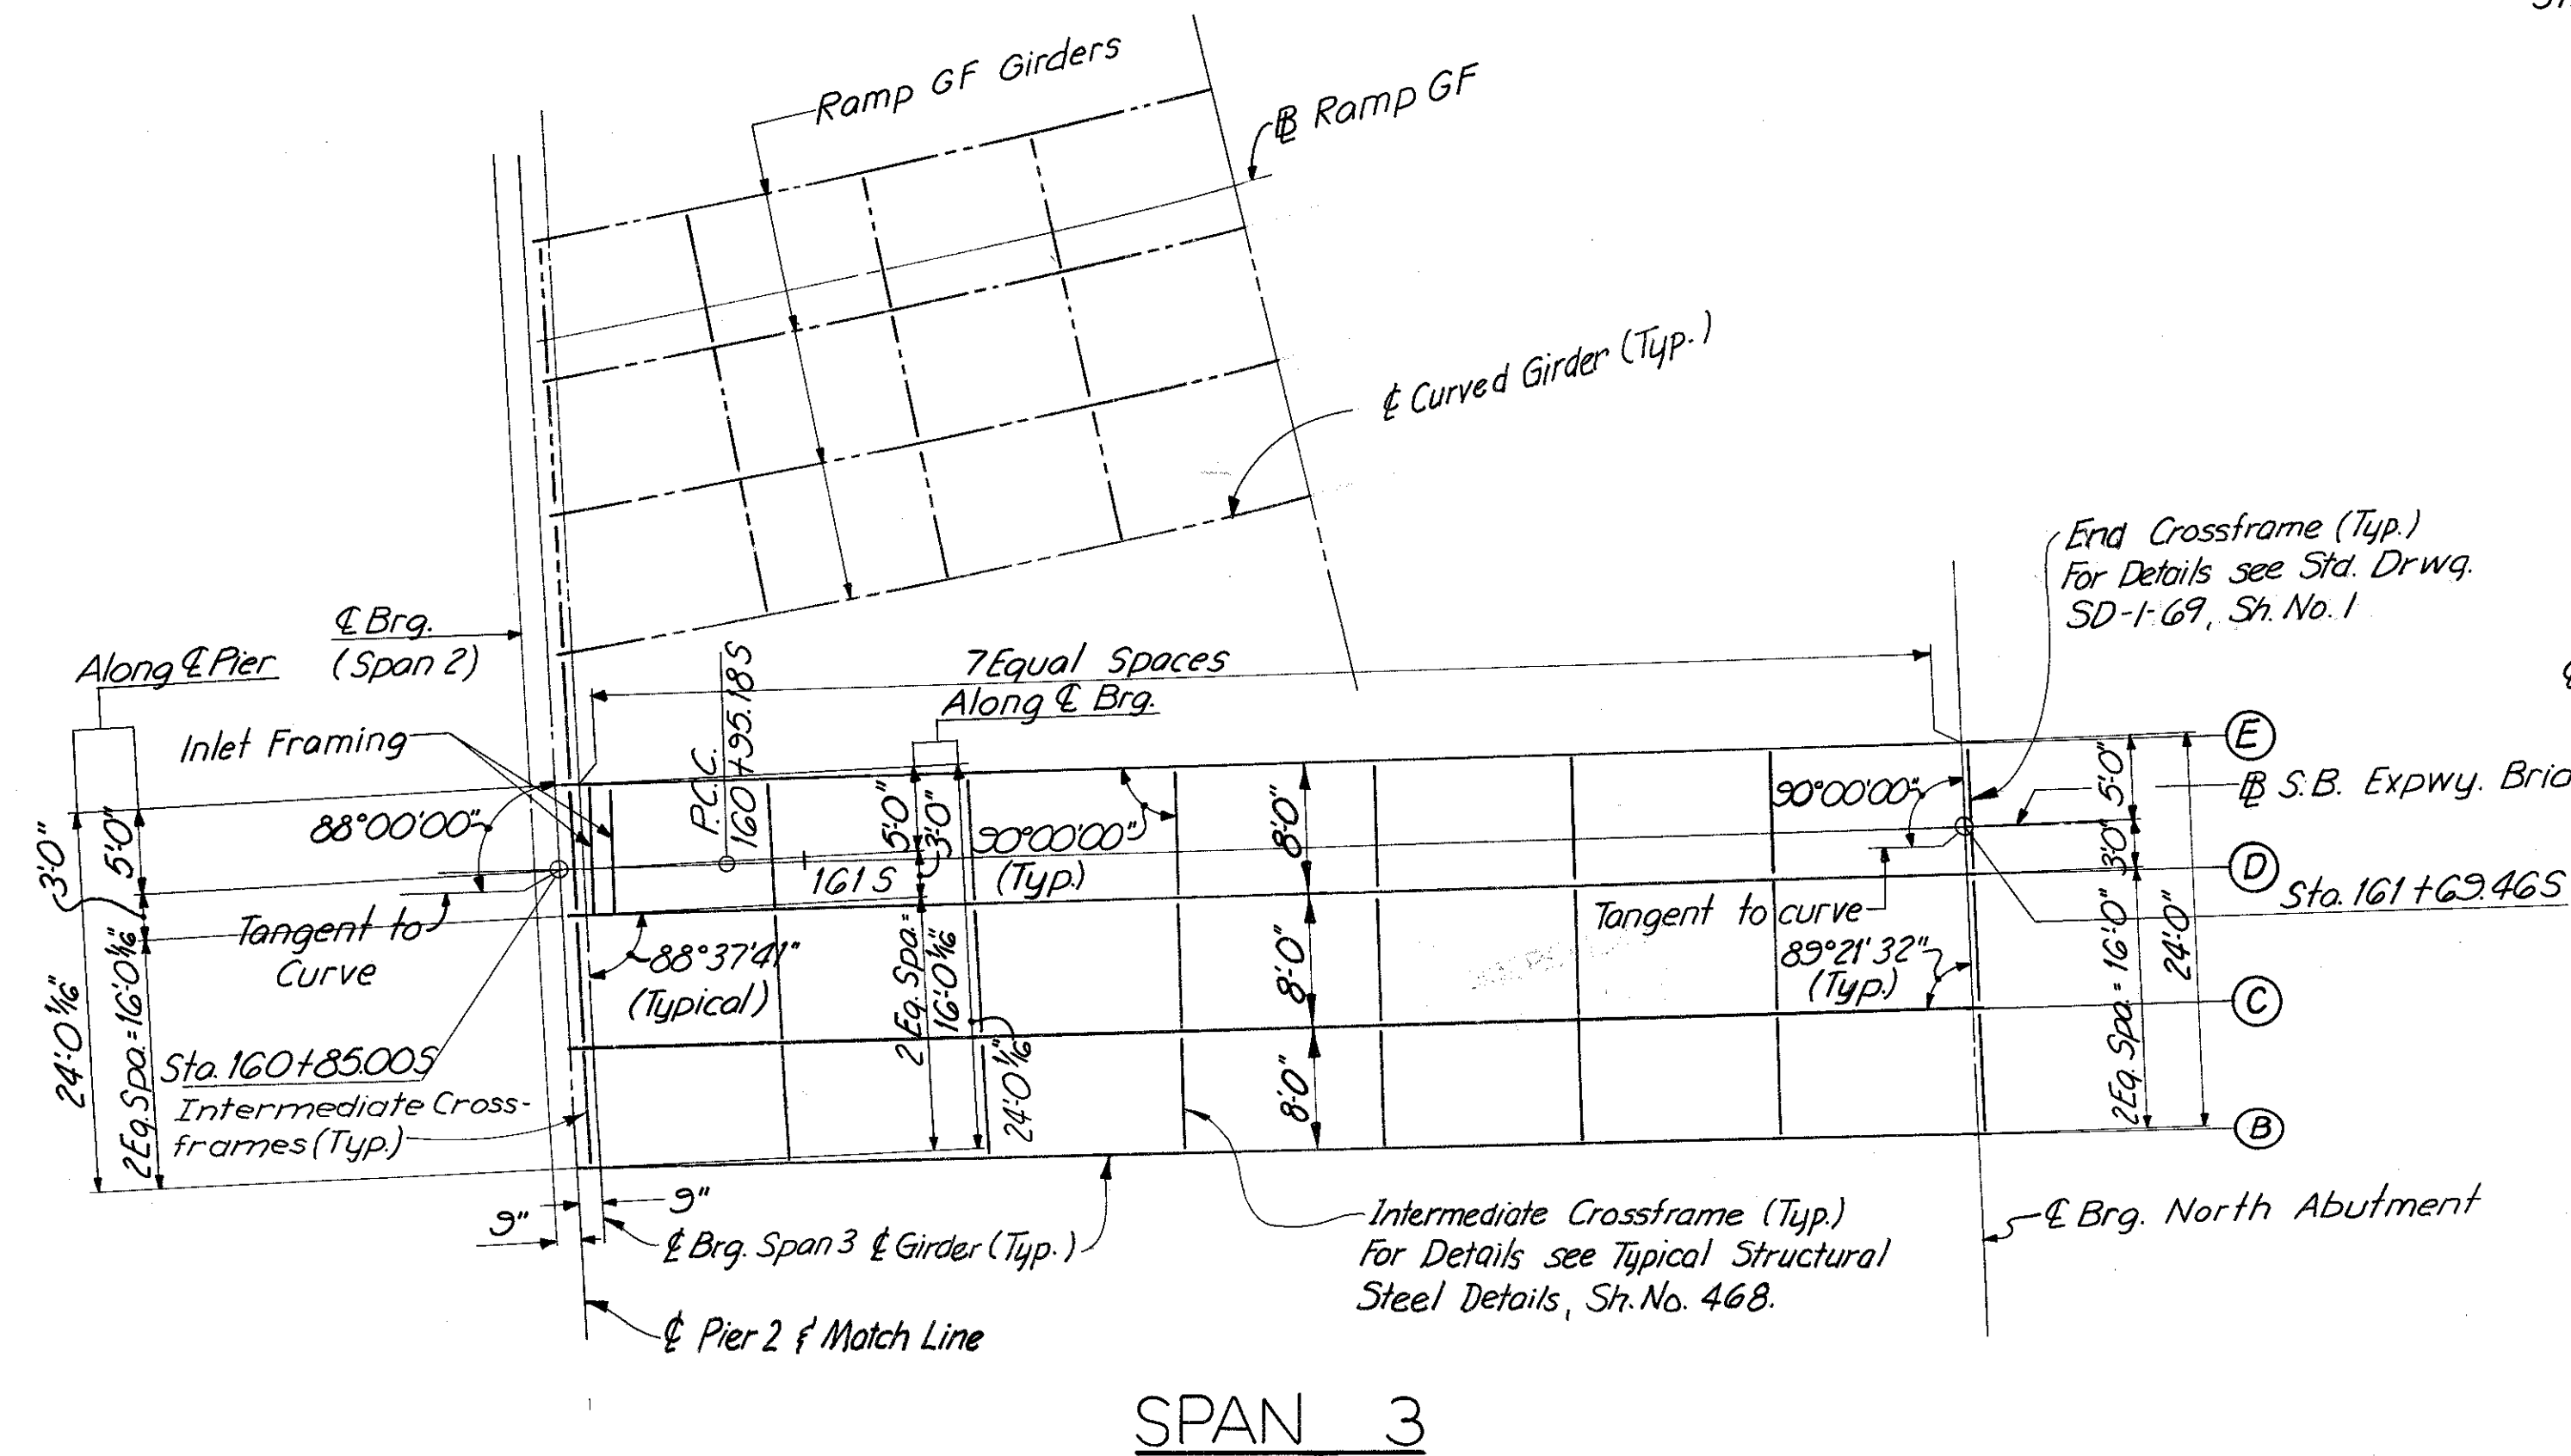 Ramp GF Girders
℄ Ramp GF
℄ Curved Girder (Typ.)
End Crossframe (Typ.)
For Details see Std. Drwg.
SD-1-69, Sh. No. 1
℄ Brg.
(Span 2)
Along ℄ Pier
7 Equal Spaces
Along ℄ Brg.
Inlet Framing
P.C.C.
160+95.18S
88°00'00"
3'-0"
5'-0"
5'-0"
3'-0"
90°00'00"
(Typ.)
161 S
8'-0"
90°00'00"
5'-0"
3'-0"
E
S.B. Expwy.
D
Sta. 161+69.46S
Tangent to
Curve
88°37'41"
(Typical)
Tangent to curve
89°21'32"
(Typ.)
8'-0"
C
24'-0 1/16"
2 Eq. Spa. = 16'-0 1/16"
2 Eq. Spa. =
16'-0 1/16"
24'-0 1/16"
8'-0"
2 Eq. Spa. = 16'-0"
24'-0"
B
Sta. 160+85.00S
Intermediate Cross-
frames (Typ.)
9"
9"
℄ Brg. Span 3 ℄ Girder (Typ.)
Intermediate Crossframe (Typ.)
For Details see Typical Structural
Steel Details, Sh. No. 468.
℄ Brg. North Abutment
℄ Pier 2 & Match Line
SPAN 3